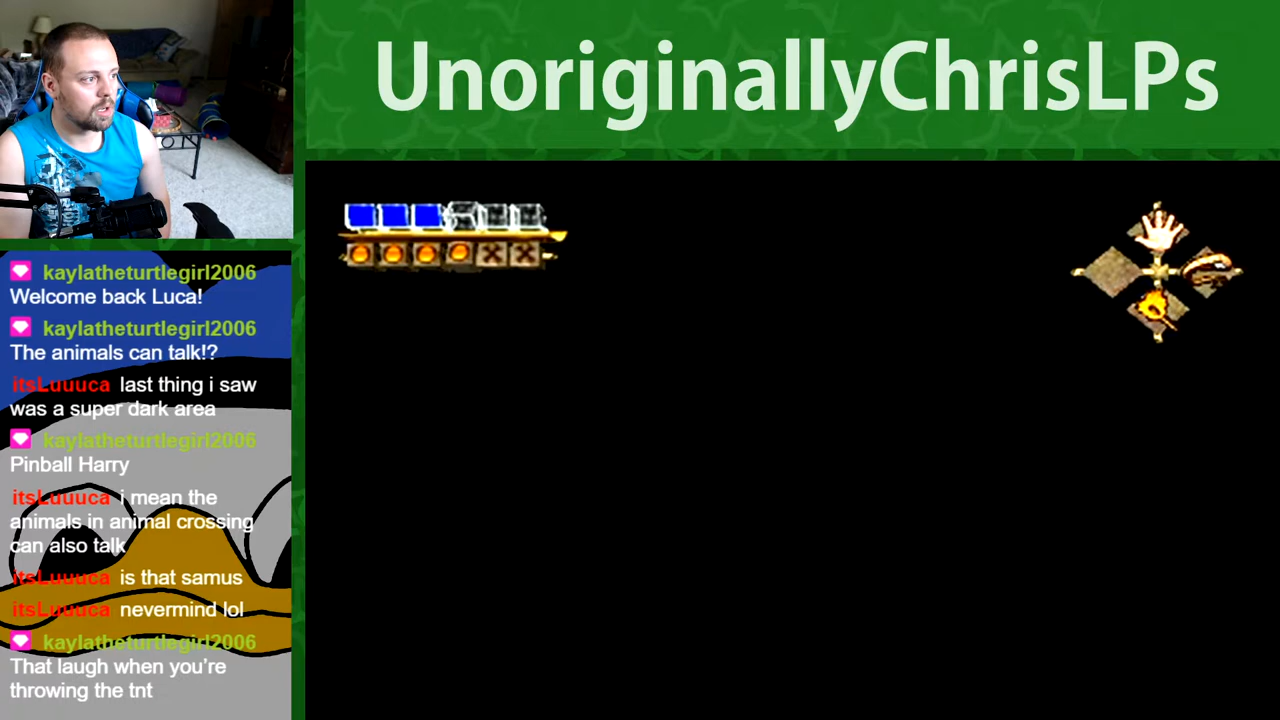 UnoriginallyChrisLPs
kaylatheturtlegirl2006
Welcome back Luca!
kaylatheturtlegirl2006
The animals can talk!?
itsLuuuca last thing i saw
was a super dark area
kaylatheturtlegirl2006
Pinball Harry
itsLuuuca i mean the
animals in animal crossing
can also talk
itsLuuuca is that samus
itsLuuuca nevermind lol
kaylatheturtlegirl2006
That laugh when you're
throwing the tnt